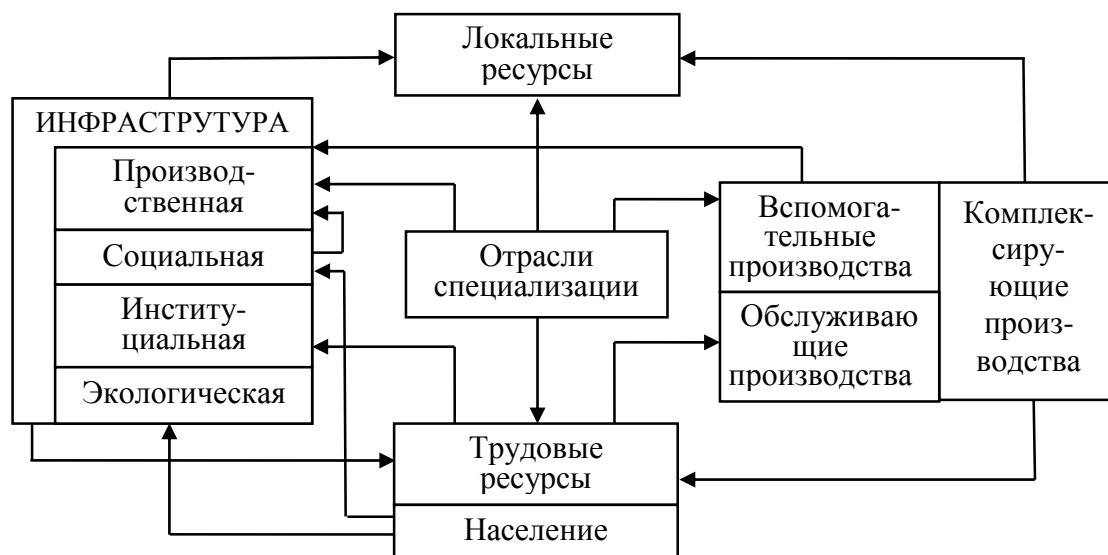 Локальные
ресурсы
ИНФРАСТРУТУРА
Производ-
ственная
Социальная
Институ-
циальная
Экологическая
Отрасли
специализации
Вспомога-
тельные
производства
Обслуживаю
щие
производства
Комплек-
сиру-
ющие
произ-
водства
Трудовые
ресурсы
Население